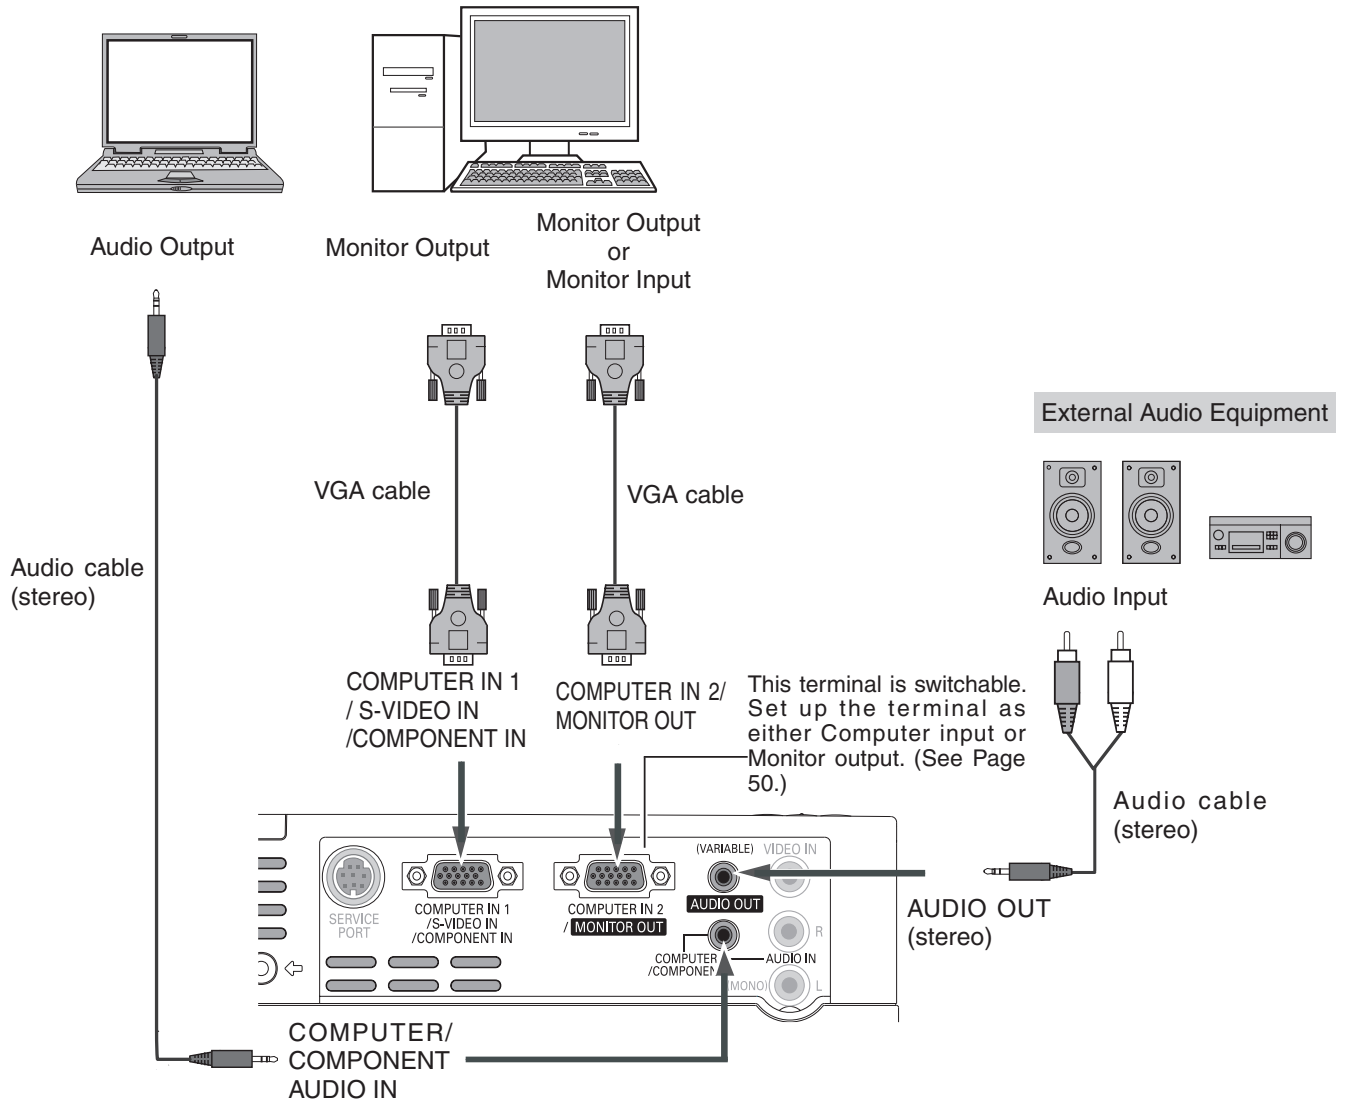 Audio Output
Monitor Output
Monitor Output
or
Monitor Input
VGA cable
VGA cable
External Audio Equipment
Audio cable
(stereo)
Audio Input
COMPUTER IN 1
/ S-VIDEO IN
/COMPONENT IN
COMPUTER IN 2/
MONITOR OUT
This terminal is switchable.
Set up the terminal as
either Computer input or
Monitor output. (See Page
50.)
Audio cable
(stereo)
(VARIABLE)
VIDEO IN
SERVICE
PORT
COMPUTER IN 1
/S-VIDEO IN
/COMPONENT IN
COMPUTER IN 2
/ MONITOR OUT
AUDIO OUT
AUDIO OUT
(stereo)
R
COMPUTER
/COMPONEN
AUDIO IN
(MONO)
L
COMPUTER/
COMPONENT
AUDIO IN